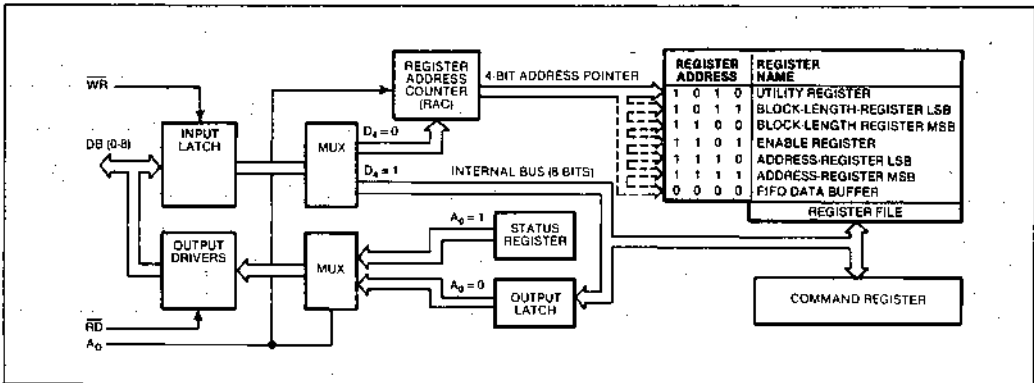 WR
DB (0-8)
INPUT
LATCH
OUTPUT
DRIVERS
RD
A₀
MUX
MUX
REGISTER
ADDRESS
COUNTER
(RAC)
4-BIT ADDRESS POINTER
D₄ = 0
D₄ = 1
INTERNAL BUS (8 BITS)
A₀ = 1
STATUS
REGISTER
A₀ = 0
OUTPUT
LATCH
REGISTER ADDRESS
REGISTER NAME
1 0 1 0 UTILITY REGISTER
1 0 1 1 BLOCK-LENGTH-REGISTER LSB
1 1 0 0 BLOCK-LENGTH REGISTER MSB
1 1 0 1 ENABLE REGISTER
1 1 1 0 ADDRESS-REGISTER LSB
1 1 1 1 ADDRESS-REGISTER MSB
0 0 0 0 FIFO DATA BUFFER
REGISTER FILE
COMMAND REGISTER